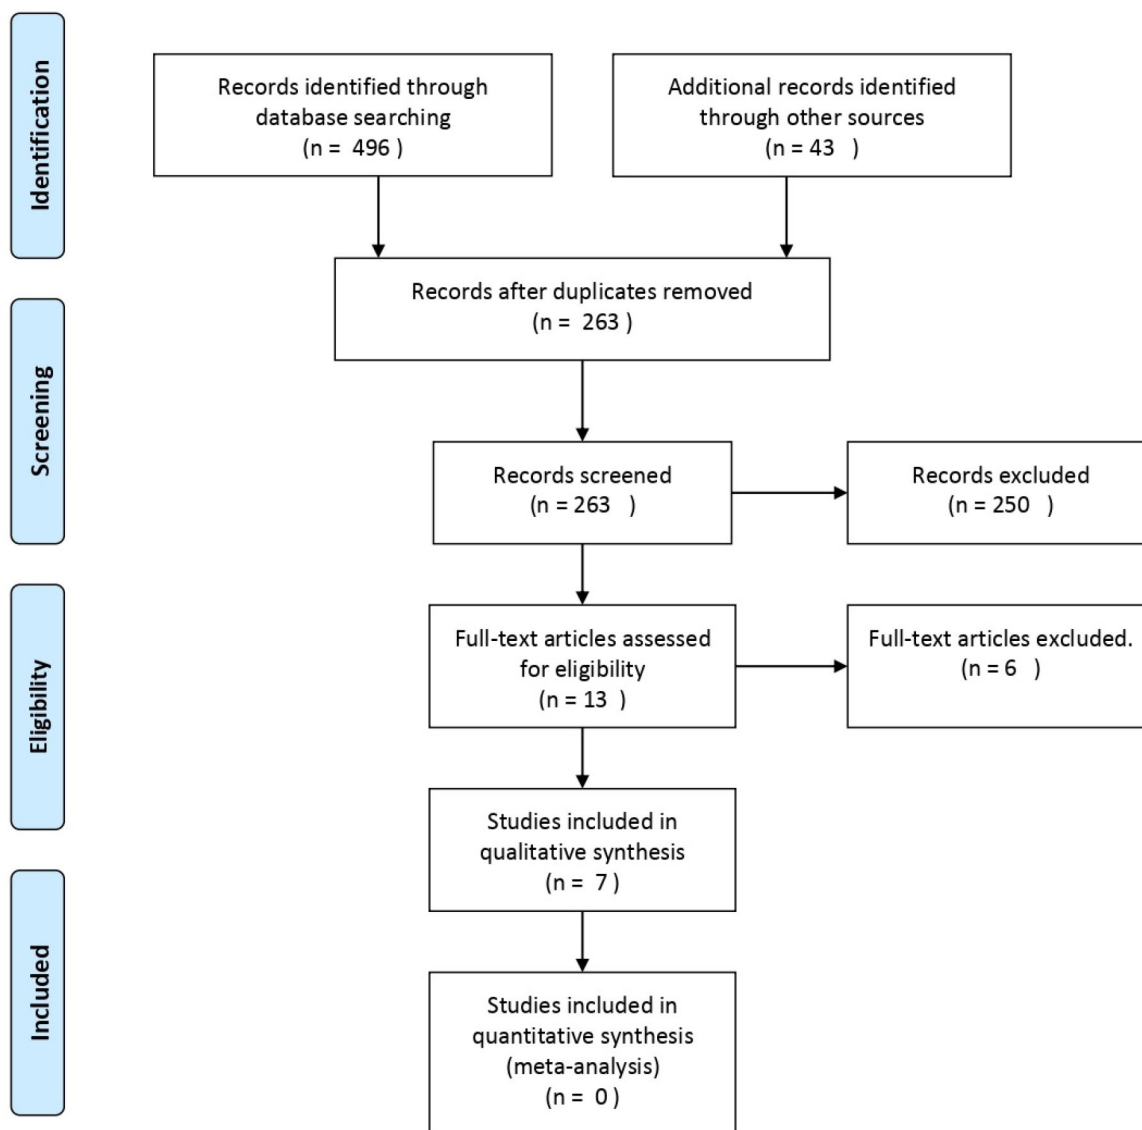 Identification
Records identified through
database searching
(n = 496 )
Additional records identified
through other sources
(n = 43 )
Records after duplicates removed
(n = 263 )
Screening
Records screened
(n = 263 )
Records excluded
(n = 250 )
Eligibility
Full-text articles assessed
for eligibility
(n = 13 )
Full-text articles excluded.
(n = 6 )
Studies included in
qualitative synthesis
(n = 7 )
Included
Studies included in
quantitative synthesis
(meta-analysis)
(n = 0 )